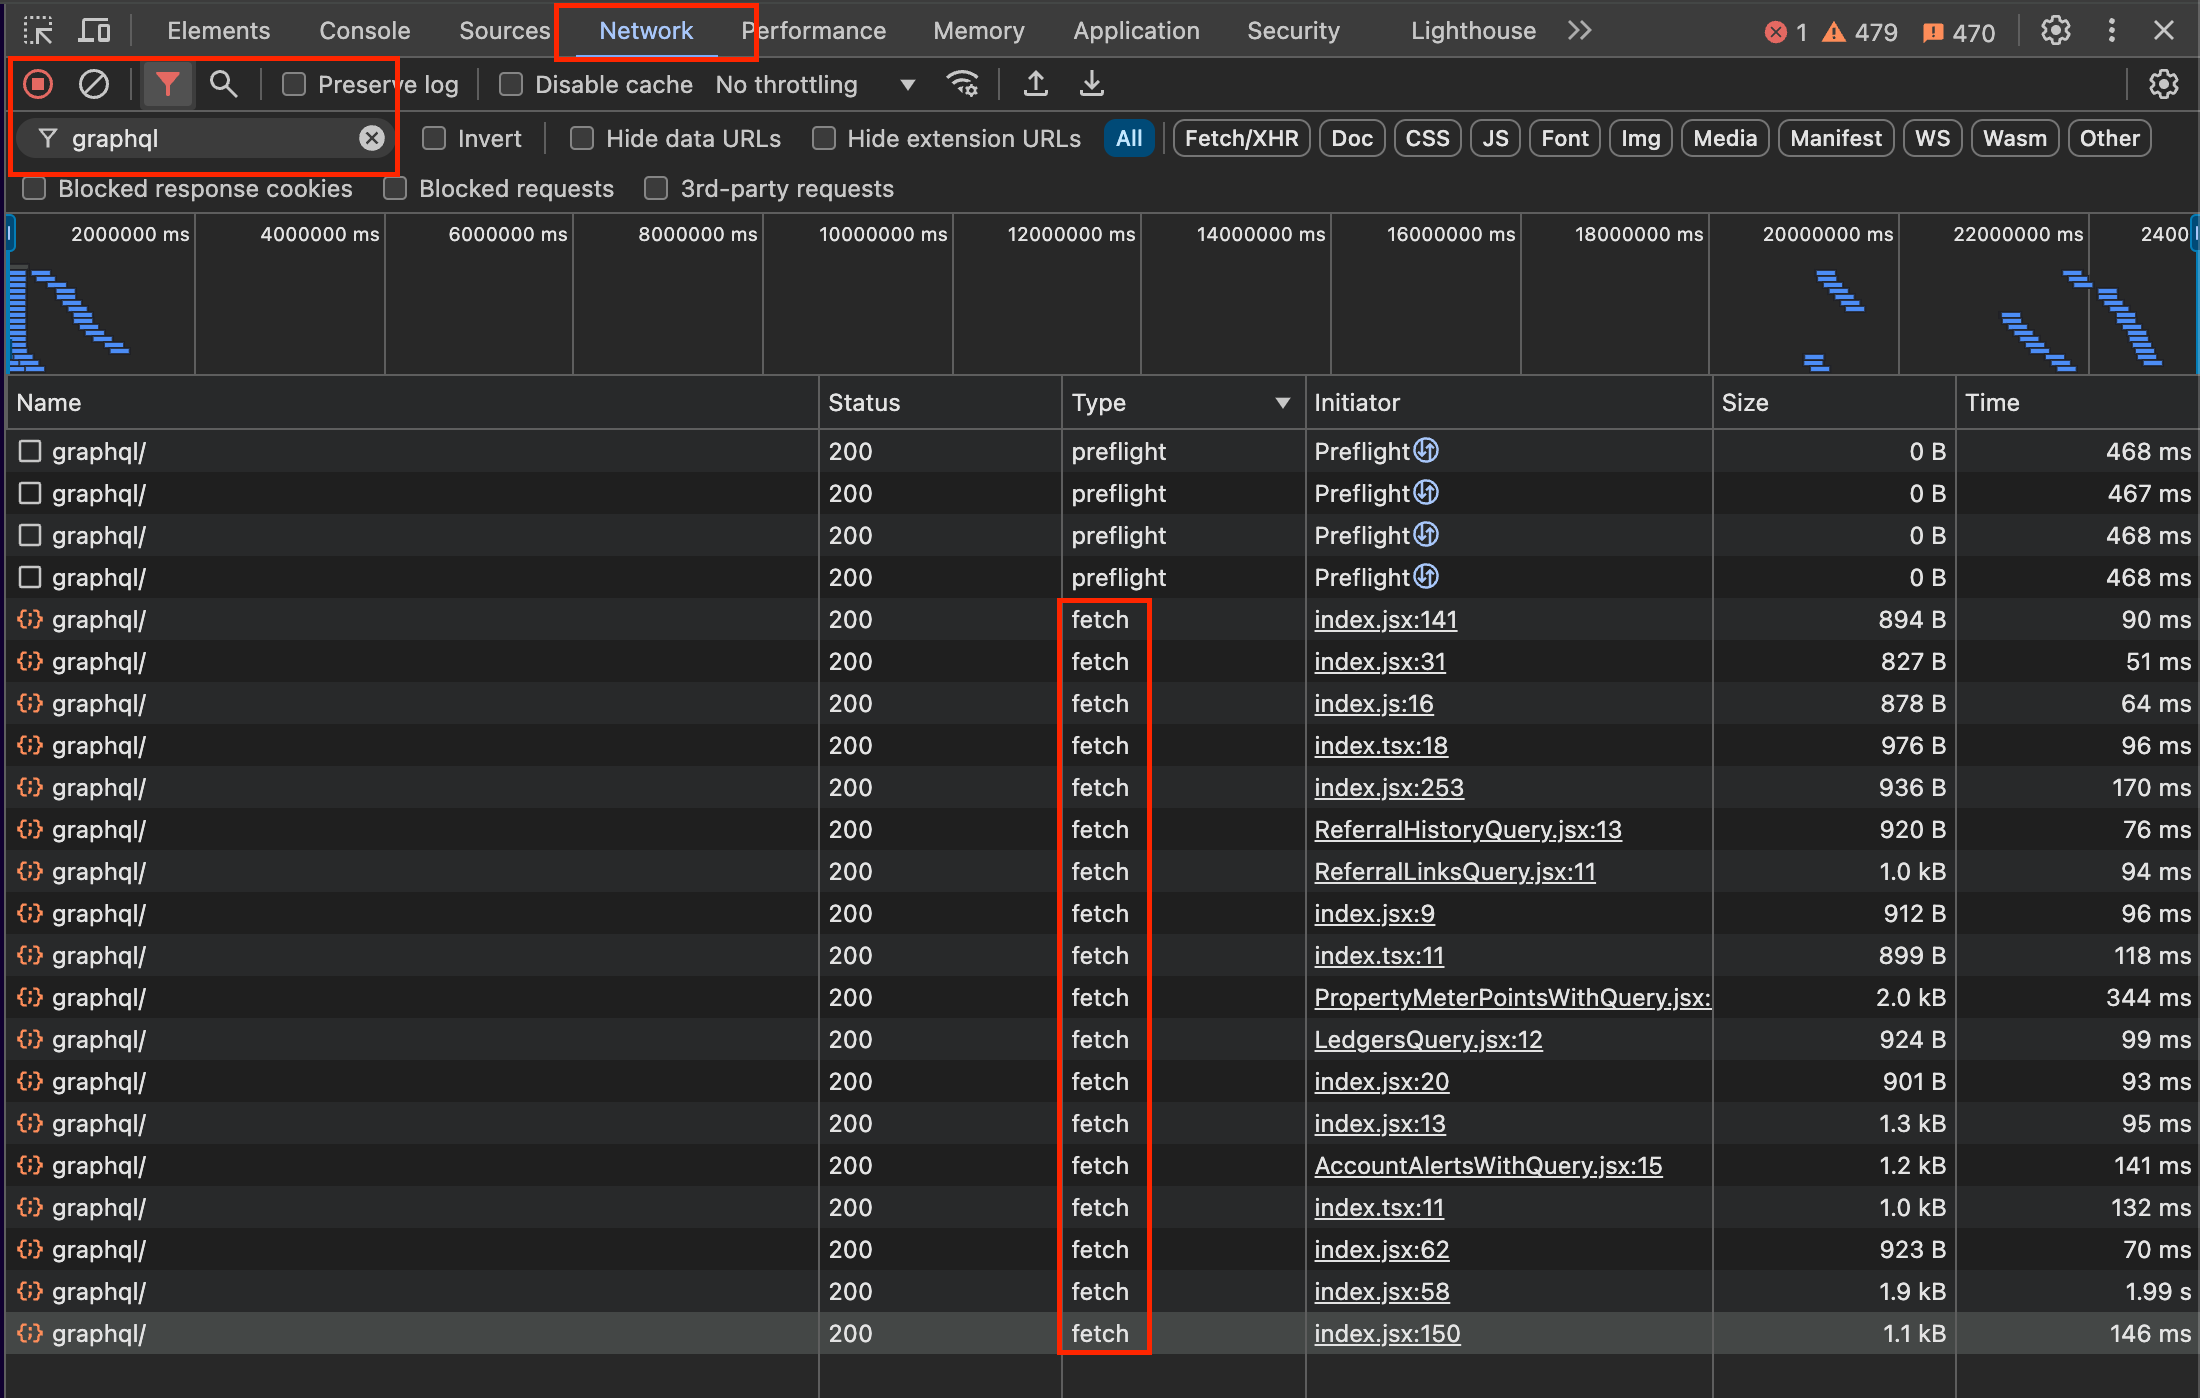 Elements Console Sources Network Performance Memory Application Security Lighthouse 1 479 470
Preserve log Disable cache No throttling
graphql Invert Hide data URLs Hide extension URLs All Fetch/XHR Doc CSS JS Font Img Media Manifest WS Wasm Other
Blocked response cookies Blocked requests 3rd-party requests
2000000 ms 4000000 ms 6000000 ms 8000000 ms 10000000 ms 12000000 ms 14000000 ms 16000000 ms 18000000 ms 20000000 ms 22000000 ms 2400
Name Status Type Initiator Size Time
graphql/ 200 preflight Preflight 0 B 468 ms
graphql/ 200 preflight Preflight 0 B 467 ms
graphql/ 200 preflight Preflight 0 B 468 ms
graphql/ 200 preflight Preflight 0 B 468 ms
graphql/ 200 fetch index.jsx:141 894 B 90 ms
graphql/ 200 fetch index.jsx:31 827 B 51 ms
graphql/ 200 fetch index.js:16 878 B 64 ms
graphql/ 200 fetch index.tsx:18 976 B 96 ms
graphql/ 200 fetch index.jsx:253 936 B 170 ms
graphql/ 200 fetch ReferralHistoryQuery.jsx:13 920 B 76 ms
graphql/ 200 fetch ReferralLinksQuery.jsx:11 1.0 kB 94 ms
graphql/ 200 fetch index.jsx:9 912 B 96 ms
graphql/ 200 fetch index.tsx:11 899 B 118 ms
graphql/ 200 fetch PropertyMeterPointsWithQuery.jsx: 2.0 kB 344 ms
graphql/ 200 fetch LedgersQuery.jsx:12 924 B 99 ms
graphql/ 200 fetch index.jsx:20 901 B 93 ms
graphql/ 200 fetch index.jsx:13 1.3 kB 95 ms
graphql/ 200 fetch AccountAlertsWithQuery.jsx:15 1.2 kB 141 ms
graphql/ 200 fetch index.tsx:11 1.0 kB 132 ms
graphql/ 200 fetch index.jsx:62 923 B 70 ms
graphql/ 200 fetch index.jsx:58 1.9 kB 1.99 s
graphql/ 200 fetch index.jsx:150 1.1 kB 146 ms